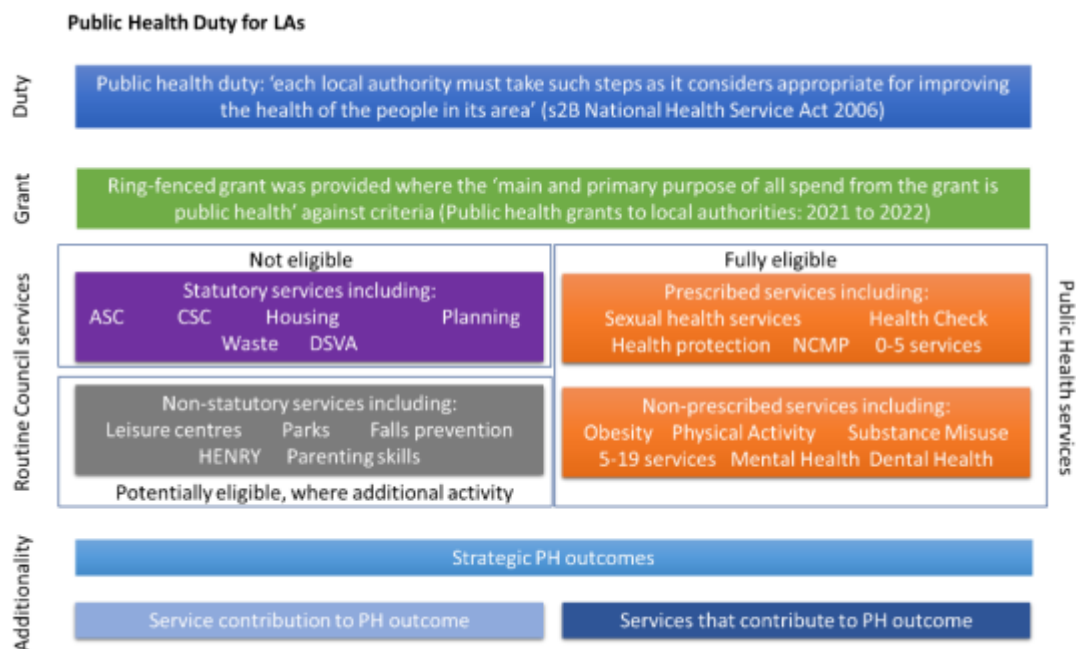 Public Health Duty for LAs
Duty
Public health duty: 'each local authority must take such steps as it considers appropriate for improving
the health of the people in its area' (s2B National Health Service Act 2006)
Grant
Ring-fenced grant was provided where the 'main and primary purpose of all spend from the grant is
public health' against criteria (Public health grants to local authorities: 2021 to 2022)
Routine Council services
Not eligible
Statutory services including:
ASC CSC Housing Planning
Waste DSVA
Non-statutory services including:
Leisure centres Parks Falls prevention
HENRY Parenting skills
Potentially eligible, where additional activity
Fully eligible
Prescribed services including:
Sexual health services Health Check
Health protection NCMP 0-5 services
Non-prescribed services including:
Obesity Physical Activity Substance Misuse
5-19 services Mental Health Dental Health
Public Health services
Additionality
Strategic PH outcomes
Service contribution to PH outcome
Services that contribute to PH outcome